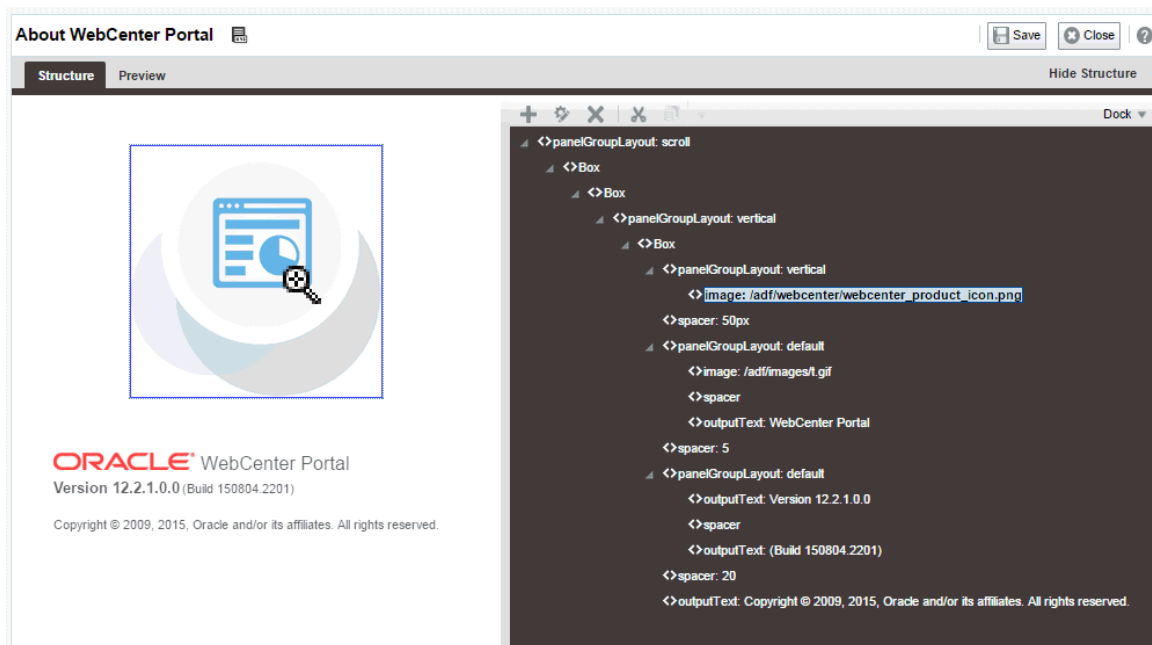 About WebCenter Portal
Save
Close
Structure
Preview
Hide Structure
Dock
<>panelGroupLayout: scroll
<>Box
<>Box
<>panelGroupLayout: vertical
<>Box
<>panelGroupLayout: vertical
<>image: /adf/webcenter/webcenter_product_icon.png
<>spacer: 50px
<>panelGroupLayout: default
<>image: /adf/images/t.gif
<>spacer
<>outputText: WebCenter Portal
<>spacer: 5
<>panelGroupLayout: default
<>outputText: Version 12.2.1.0.0
<>spacer
<>outputText: (Build 150804.2201)
<>spacer: 20
<>outputText: Copyright © 2009, 2015, Oracle and/or its affiliates. All rights reserved.
ORACLE® WebCenter Portal
Version 12.2.1.0.0 (Build 150804.2201)
Copyright © 2009, 2015, Oracle and/or its affiliates. All rights reserved.